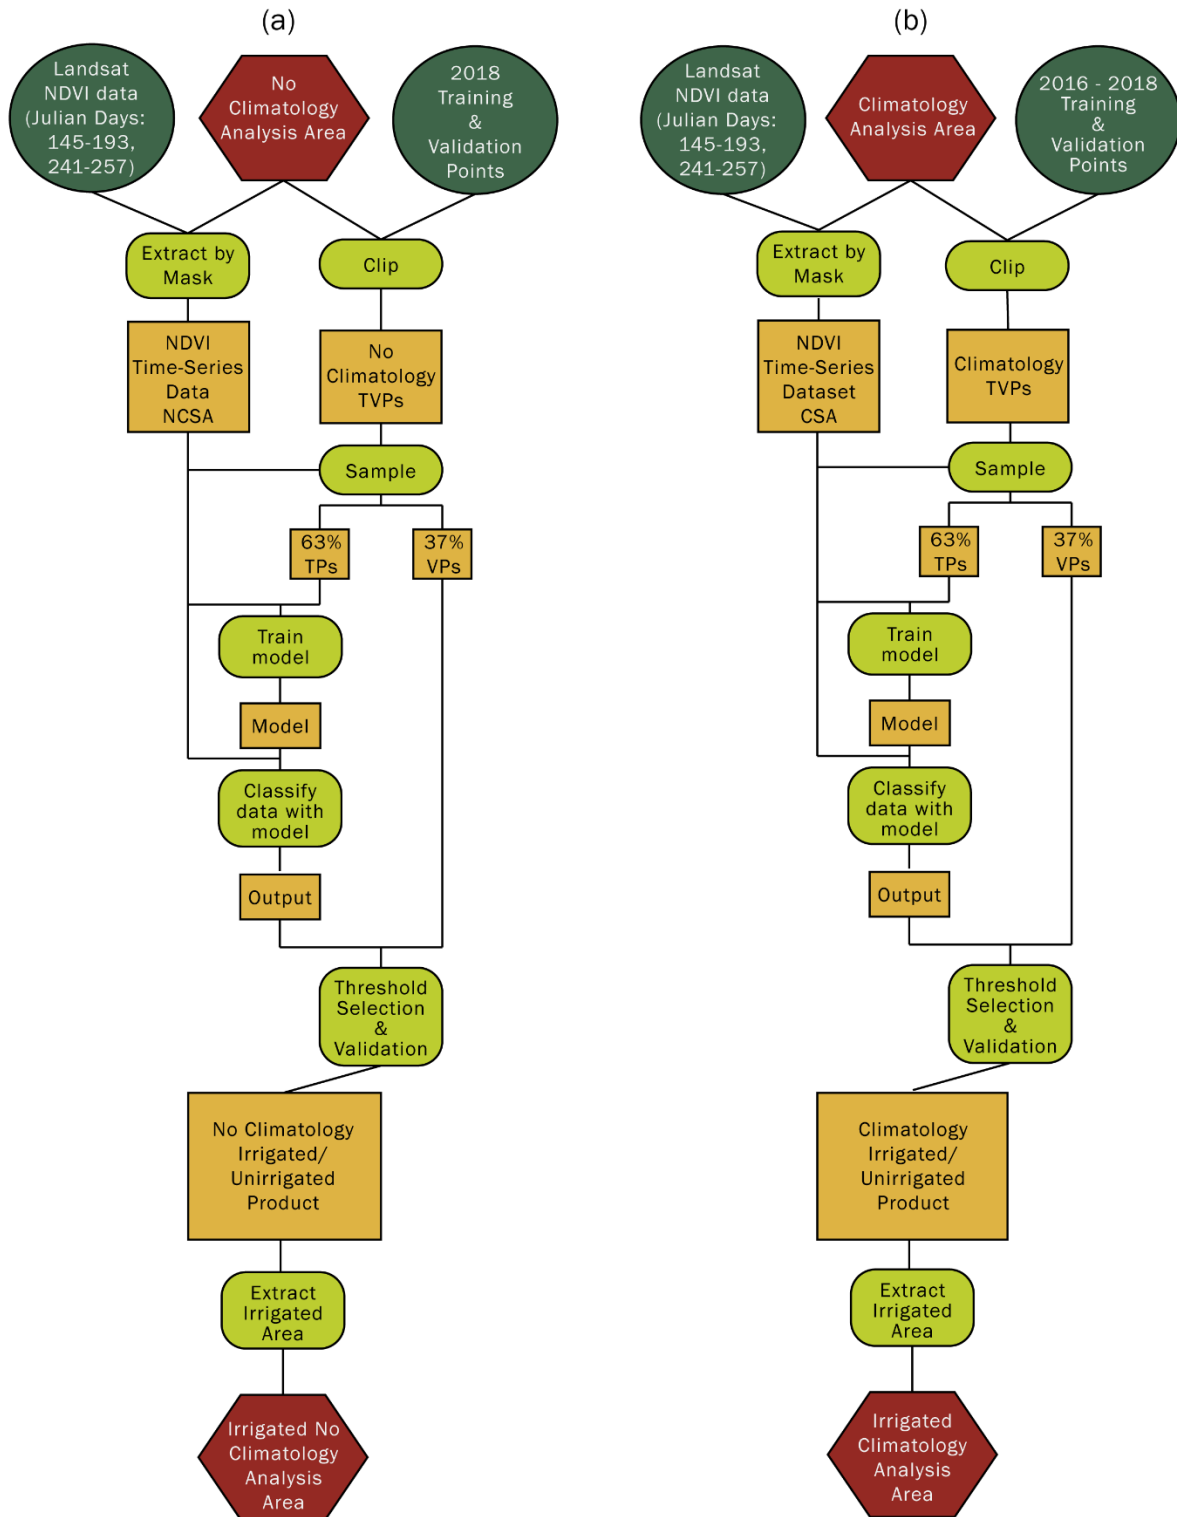 (a)
Landsat
NDVI data
(Julian Days:
145-193,
241-257)
No
Climatology
Analysis Area
2018
Training
&
Validation
Points
Extract by
Mask
Clip
NDVI
Time-Series
Data
NCSA
No
Climatology
TVPs
Sample
63%
TPs
37%
VPs
Train
model
Model
Classify
data with
model
Output
Threshold
Selection
&
Validation
No Climatology
Irrigated/
Unirrigated
Product
Extract
Irrigated
Area
Irrigated No
Climatology
Analysis
Area
(b)
Landsat
NDVI data
(Julian Days:
145-193,
241-257)
Climatology
Analysis Area
2016 - 2018
Training
&
Validation
Points
Extract by
Mask
Clip
NDVI
Time-Series
Dataset
CSA
Climatology
TVPs
Sample
63%
TPs
37%
VPs
Train
model
Model
Classify
data with
model
Output
Threshold
Selection
&
Validation
Climatology
Irrigated/
Unirrigated
Product
Extract
Irrigated
Area
Irrigated
Climatology
Analysis
Area